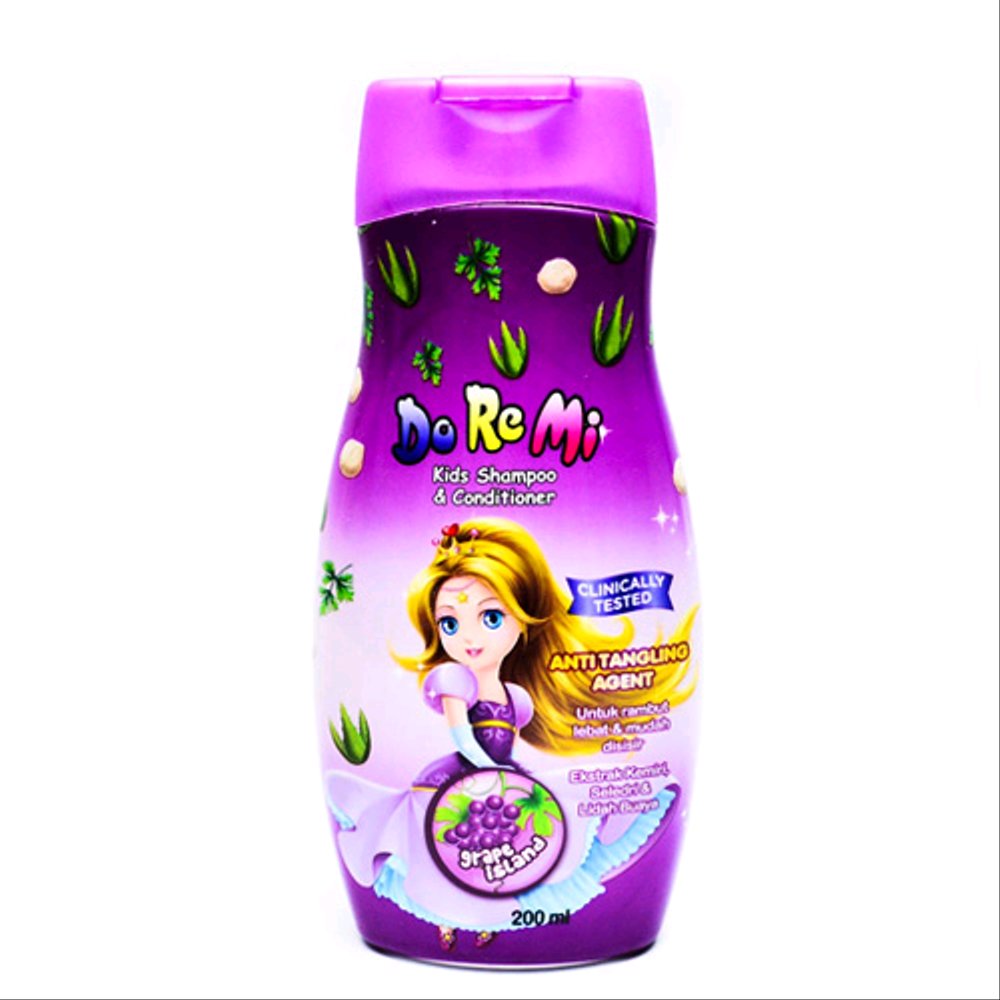 Do Re Mi
Kids Shampoo
& Conditioner
CLINICALLY
TESTED
ANTI TANGLING
AGENT
Untuk rambut
lebat & mudah
disisir
Ekstrak Kemiri,
Seledri &
Lidah Buaya
grape
island
200 ml